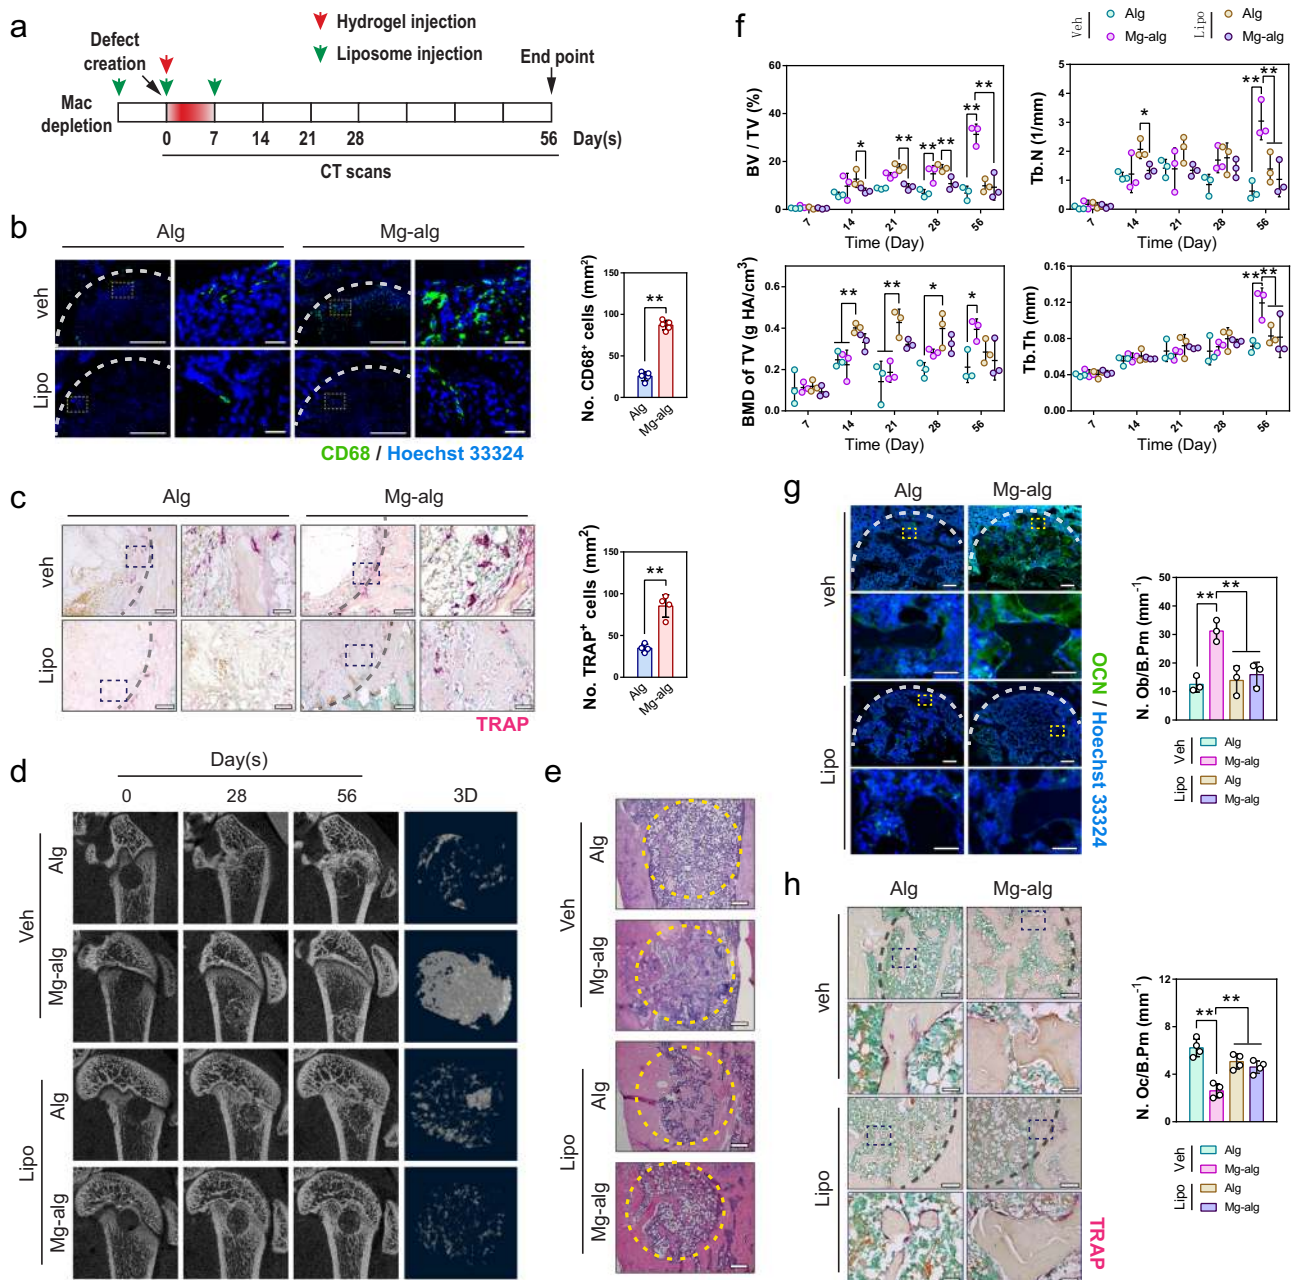 a
Hydrogel injection
Liposome injection
Defect
creation
End point
Mac
depletion
0 7 14 21 28 56 Day(s)
CT scans
b
Alg Mg-alg
veh
Lipo
CD68 / Hoechst 33324
No. CD68⁺ cells (mm²)
150
100
50
0
**
Alg
Mg-alg
c
Alg Mg-alg
veh
Lipo
TRAP
No. TRAP⁺ cells (mm²)
150
100
50
0
**
Alg
Mg-alg
d
Day(s)
0 28 56 3D
Veh
Alg
Mg-alg
Lipo
Alg
Mg-alg
e
Veh
Alg
Mg-alg
Lipo
Alg
Mg-alg
f
Veh
Alg
Mg-alg
Lipo
Alg
Mg-alg
BV / TV (%)
60
40
20
0
* ** ** ** ** **
7 14 21 28 56
Time (Day)
Tb.N (1/mm)
5
4
3
2
1
0
* ** **
7 14 21 28 56
Time (Day)
BMD of TV (g HA/cm³)
0.6
0.4
0.2
0.0
** ** * *
7 14 21 28 56
Time (Day)
Tb.Th (mm)
0.16
0.12
0.08
0.04
0.00
** **
7 14 21 28 56
Time (Day)
g
Alg Mg-alg
veh
Lipo
OCN / Hoechst 33324
N. Ob/B.Pm (mm⁻¹)
50
40
30
20
10
0
** **
Veh
Alg
Mg-alg
Lipo
Alg
Mg-alg
h
Alg Mg-alg
veh
Lipo
TRAP
N. Oc/B.Pm (mm⁻¹)
12
9
6
3
0
** **
Veh
Alg
Mg-alg
Lipo
Alg
Mg-alg